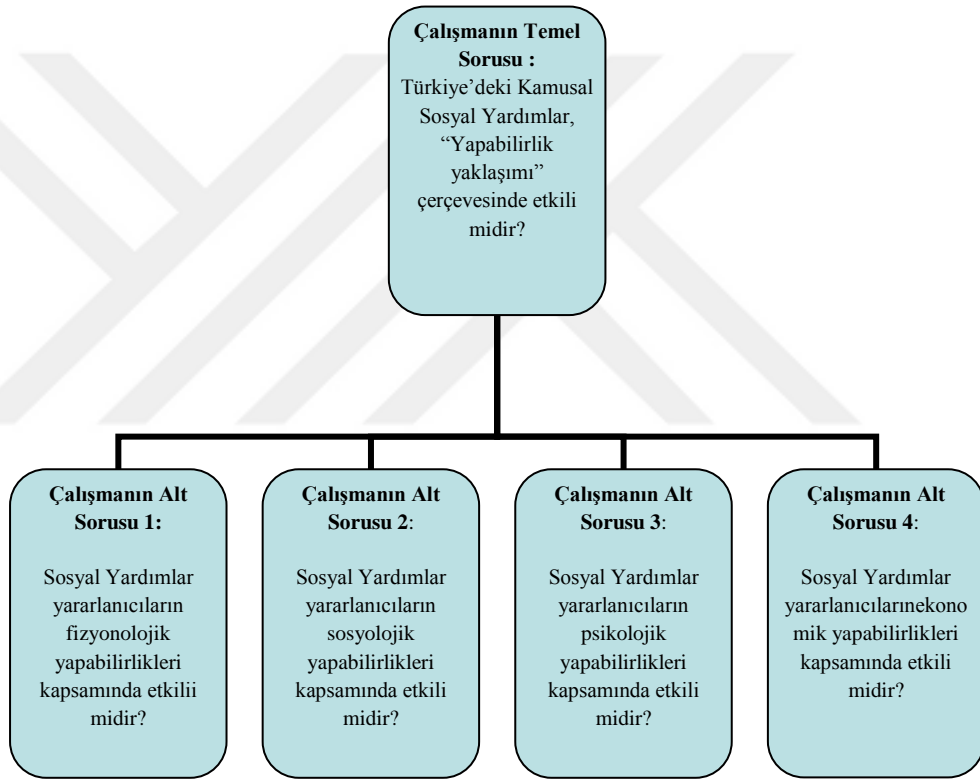 Çalışmanın Temel
Sorusu :
Türkiye’deki Kamusal
Sosyal Yardımlar,
“Yapabilirlik
yaklaşımı”
çerçevesinde etkili
midir?
Çalışmanın Alt
Sorusu 1:
Sosyal Yardımlar
yararlanıcıların
fizyonolojik
yapabilirlikleri
kapsamında etkilii
midir?
Çalışmanın Alt
Sorusu 2:
Sosyal Yardımlar
yararlanıcıların
sosyolojik
yapabilirlikleri
kapsamında etkili
midir?
Çalışmanın Alt
Sorusu 3:
Sosyal Yardımlar
yararlanıcıların
psikolojik
yapabilirlikleri
kapsamında etkili
midir?
Çalışmanın Alt
Sorusu 4:
Sosyal Yardımlar
yararlanıcılarınekono
mik yapabilirlikleri
kapsamında etkili
midir?